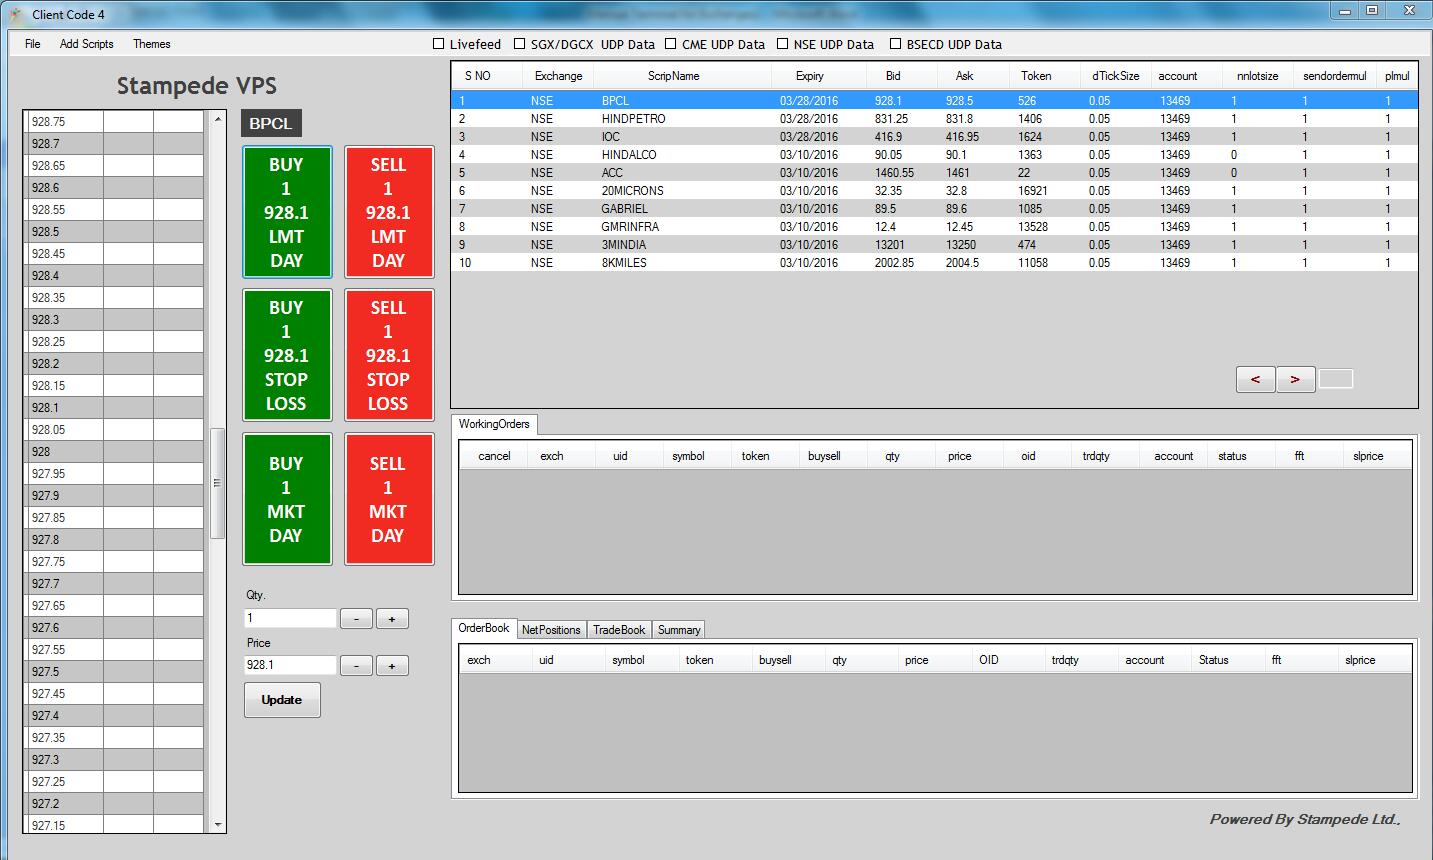 Client Code 4
File Add Scripts Themes Livefeed SGX/DGCX UDP Data CME UDP Data NSE UDP Data BSECD UDP Data
Stampede VPS
928.75
928.7
928.65
928.6
928.55
928.5
928.45
928.4
928.35
928.3
928.25
928.2
928.15
928.1
928.05
928
927.95
927.9
927.85
927.8
927.75
927.7
927.65
927.6
927.55
927.5
927.45
927.4
927.35
927.3
927.25
927.2
927.15
BPCL
BUY
1
928.1
LMT
DAY
SELL
1
928.1
LMT
DAY
BUY
1
928.1
STOP
LOSS
SELL
1
928.1
STOP
LOSS
BUY
1
MKT
DAY
SELL
1
MKT
DAY
Qty.
1 - +
Price
928.1 - +
Update
S NO Exchange ScripName Expiry Bid Ask Token dTickSize account nnlotsize sendordermul plmul
1 NSE BPCL 03/28/2016 928.1 928.5 526 0.05 13469 1 1 1
2 NSE HINDPETRO 03/28/2016 831.25 831.8 1406 0.05 13469 1 1 1
3 NSE IOC 03/28/2016 416.9 416.95 1624 0.05 13469 1 1 1
4 NSE HINDALCO 03/10/2016 90.05 90.1 1363 0.05 13469 0 1 1
5 NSE ACC 03/10/2016 1460.55 1461 22 0.05 13469 0 1 1
6 NSE 20MICRONS 03/10/2016 32.35 32.8 16921 0.05 13469 1 1 1
7 NSE GABRIEL 03/10/2016 89.5 89.6 1085 0.05 13469 1 1 1
8 NSE GMRINFRA 03/10/2016 12.4 12.45 13528 0.05 13469 1 1 1
9 NSE 3MINDIA 03/10/2016 13201 13250 474 0.05 13469 1 1 1
10 NSE 8KMILES 03/10/2016 2002.85 2004.5 11058 0.05 13469 1 1 1
< >
WorkingOrders
cancel exch uid symbol token buysell qty price oid trdqty account status fft slprice
OrderBook NetPositions TradeBook Summary
exch uid symbol token buysell qty price OID trdqty account Status fft slprice
Powered By Stampede Ltd.,